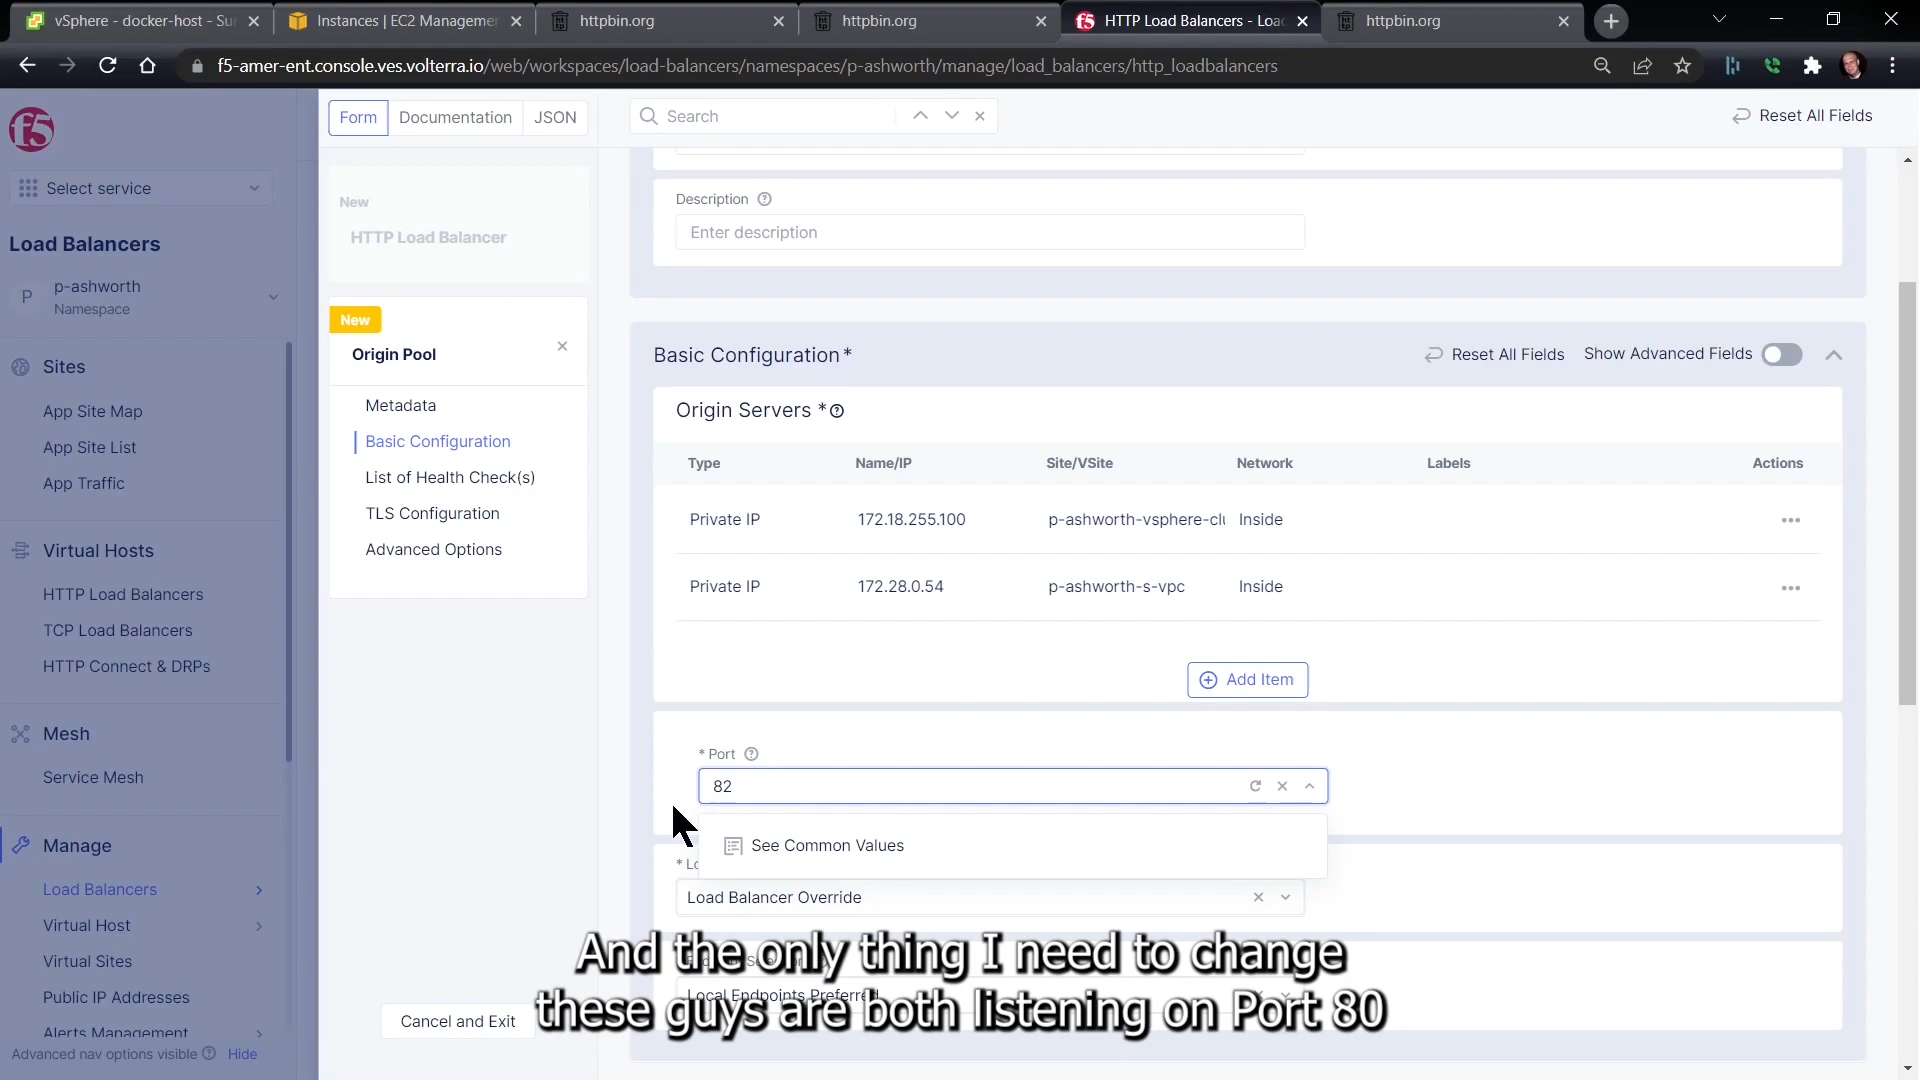 vSphere - docker-host - Su
Instances | EC2 Managemen
httpbin.org
httpbin.org
HTTP Load Balancers - Loa
httpbin.org
f5-amer-ent.console.ves.volterra.io/web/workspaces/load-balancers/namespaces/p-ashworth/manage/load_balancers/http_loadbalancers
f5
Select service
Load Balancers
P
p-ashworth
Namespace
Sites
App Site Map
App Site List
App Traffic
Virtual Hosts
HTTP Load Balancers
TCP Load Balancers
HTTP Connect & DRPs
Mesh
Service Mesh
Manage
Load Balancers
Virtual Host
Virtual Sites
Public IP Addresses
Alerts Management
Advanced nav options visible Hide
Form Documentation JSON
New
HTTP Load Balancer
New
Origin Pool
Metadata
Basic Configuration
List of Health Check(s)
TLS Configuration
Advanced Options
Cancel and Exit
Search
Reset All Fields
Description
Enter description
Basic Configuration*
Reset All Fields Show Advanced Fields
Origin Servers *
Type Name/IP Site/VSite Network Labels Actions
Private IP 172.18.255.100 p-ashworth-vsphere-clu Inside
Private IP 172.28.0.54 p-ashworth-s-vpc Inside
Add Item
* Port
82
See Common Values
Load Balancer Override
Local Endpoints Preferred
And the only thing I need to change
these guys are both listening on Port 80